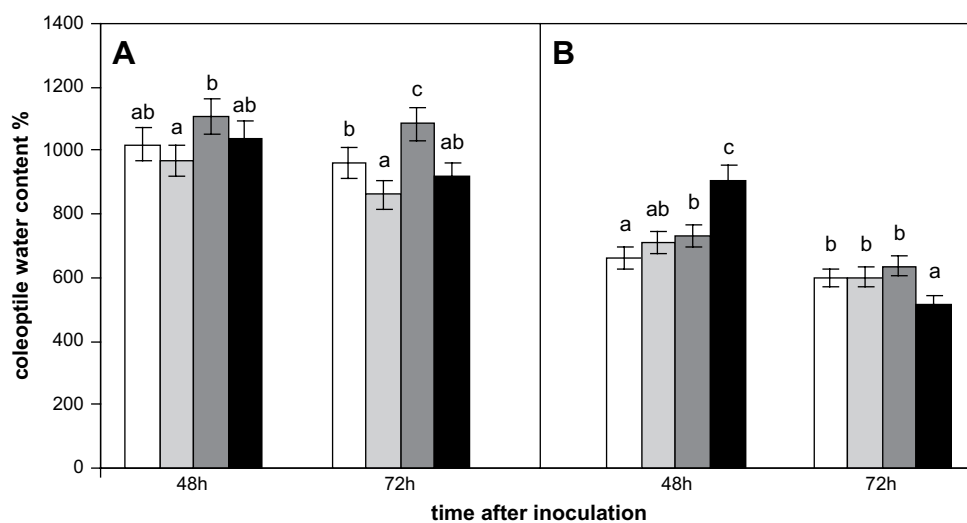 coleoptile water content %
1400
1200
1000
800
600
400
200
0
A
ab
a
b
ab
b
a
c
ab
B
a
ab
b
c
b
b
b
a
48h
72h
48h
72h
time after inoculation